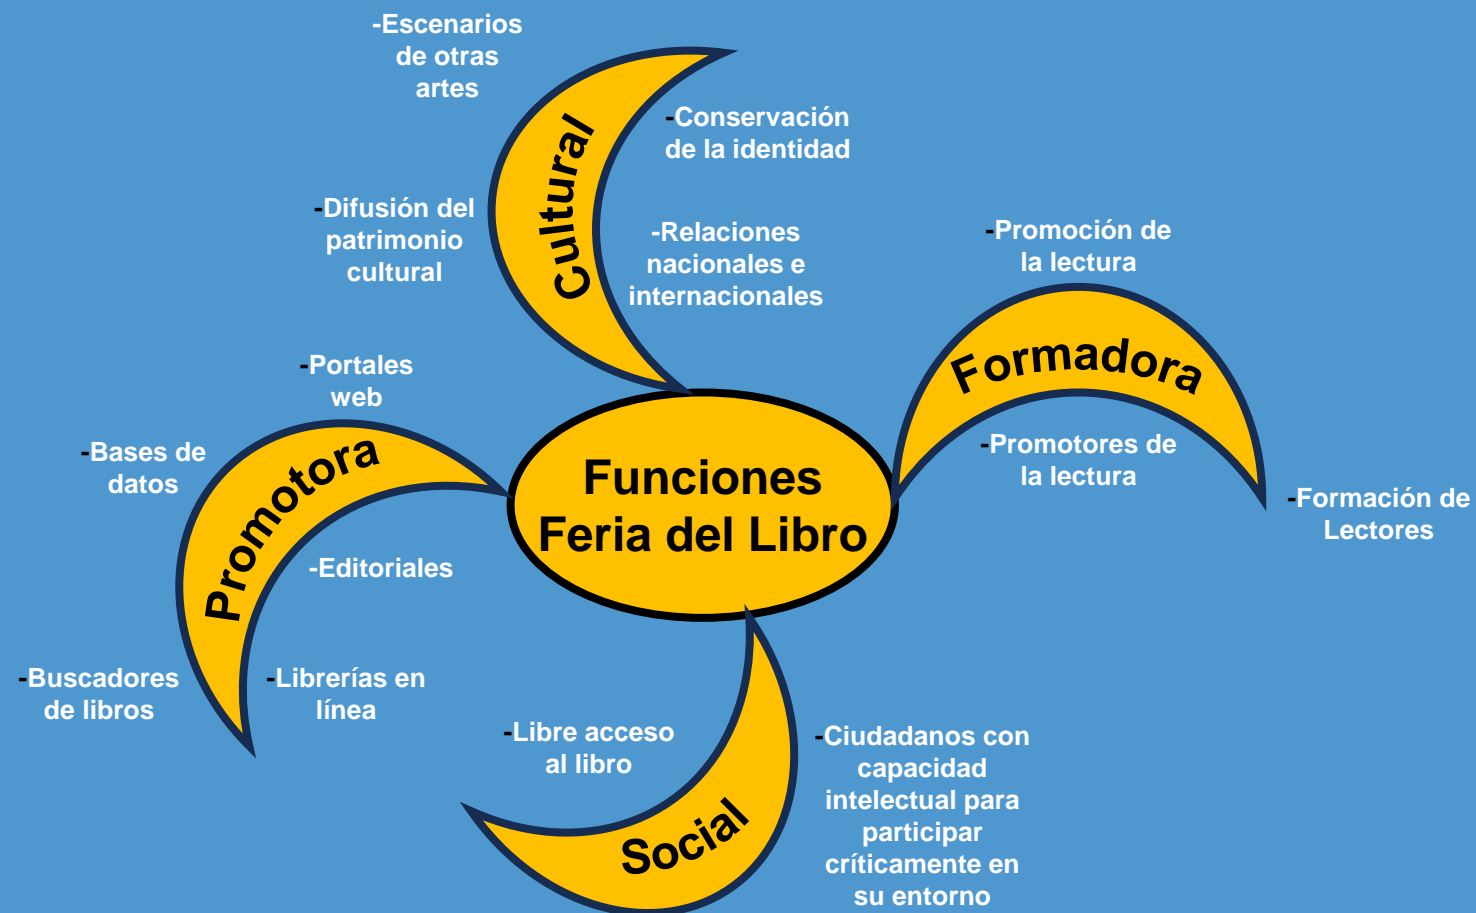 -Escenarios
de otras
artes
Cultural
-Conservación
de la identidad
-Difusión del
patrimonio
cultural
-Relaciones
nacionales e
internacionales
-Promoción de
la lectura
Formadora
-Promotores de
la lectura
-Formación de
Lectores
-Portales
web
-Bases de
datos
Promotora
-Editoriales
-Buscadores
de libros
-Librerías en
línea
Funciones
Feria del Libro
-Libre acceso
al libro
Social
-Ciudadanos con
capacidad
intelectual para
participar
críticamente en
su entorno